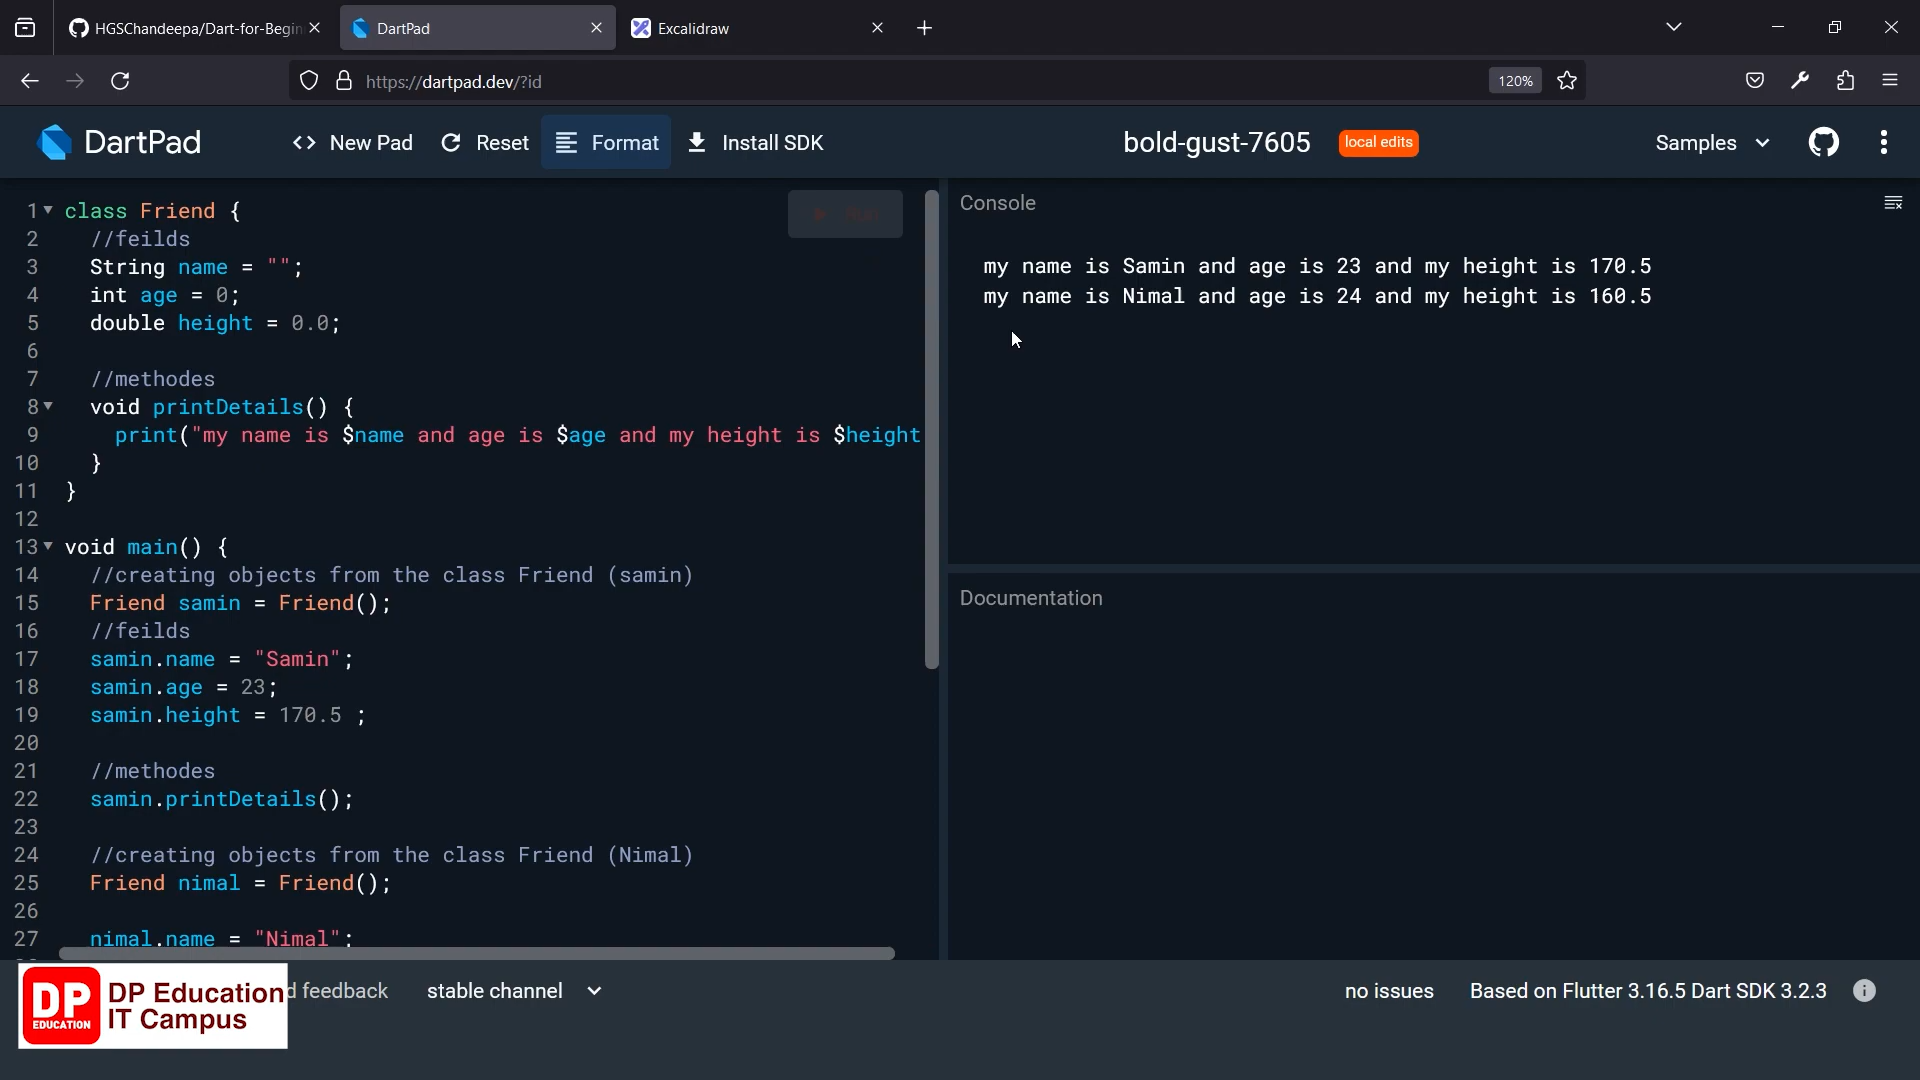 HGSChandeepa/Dart-for-Begin
DartPad
Excalidraw
https://dartpad.dev/?id
120%
DartPad
New Pad
Reset
Format
Install SDK
bold-gust-7605
local edits
Samples
1 class Friend {
2 //feilds
3 String name = "";
4 int age = 0;
5 double height = 0.0;
6
7 //methodes
8 void printDetails() {
9 print("my name is $name and age is $age and my height is $height
10 }
11 }
12
13 void main() {
14 //creating objects from the class Friend (samin)
15 Friend samin = Friend();
16 //feilds
17 samin.name = "Samin";
18 samin.age = 23;
19 samin.height = 170.5 ;
20
21 //methodes
22 samin.printDetails();
23
24 //creating objects from the class Friend (Nimal)
25 Friend nimal = Friend();
26
27 nimal.name = "Nimal";
Run
Console
my name is Samin and age is 23 and my height is 170.5
my name is Nimal and age is 24 and my height is 160.5
Documentation
DP
EDUCATION
DP Education
IT Campus
d feedback
stable channel
no issues
Based on Flutter 3.16.5 Dart SDK 3.2.3